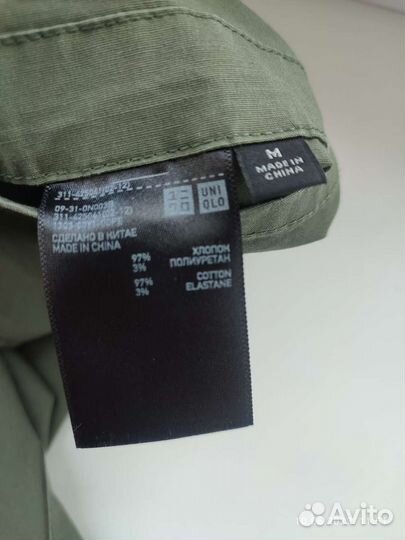 M
MADE IN
CHINA
UNI
QLO
СДЕЛАНО В КИТАЕ
MADE IN CHINA
97% ХЛОПОК
3% ПОЛИУРЕТАН
97% COTTON
3% ELASTANE
Avito